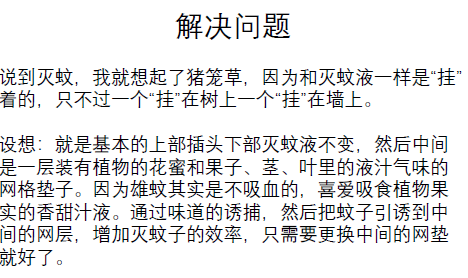 解决问题
说到灭蚊，我就想起了猪笼草，因为和灭蚊液一样是“挂”
着的，只不过一个“挂”在树上一个“挂”在墙上。
设想：就是基本的上部插头下部灭蚊液不变，然后中间
是一层装有植物的花蜜和果子、茎、叶里的液汁气味的
网格垫子。因为雄蚊其实是不吸血的，喜爱吸食植物果
实的香甜汁液。通过味道的诱捕，然后把蚊子引诱到中
间的网层，增加灭蚊子的效率，只需要更换中间的网垫
就好了。